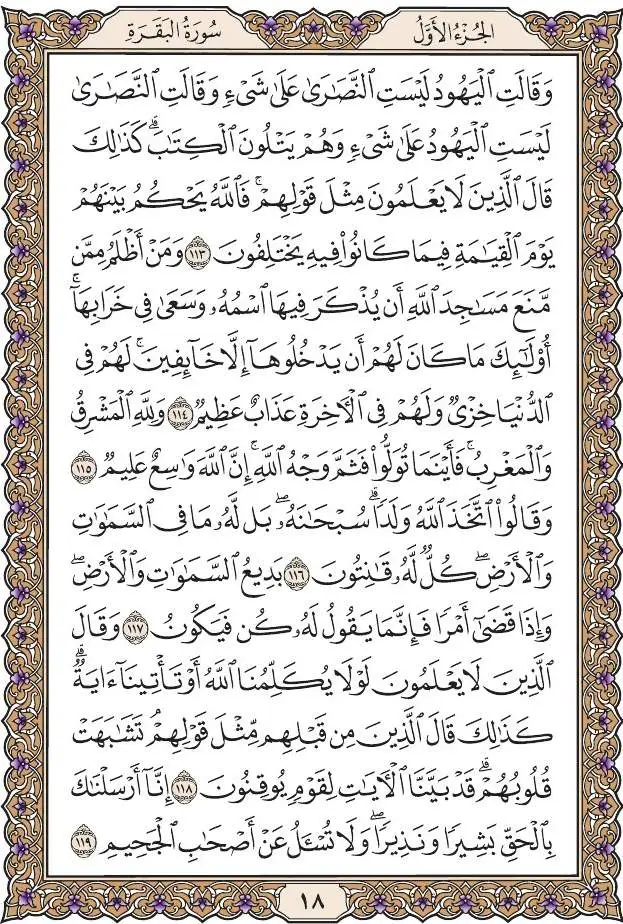 الجُزْءُ الأَوَّلُ
سُورَةُ البَقَرَةِ
وَقَالَتِ ٱلۡيَهُودُ لَيۡسَتِ ٱلنَّصَٰرَىٰ عَلَىٰ شَيۡءٖ وَقَالَتِ ٱلنَّصَٰرَىٰ
لَيۡسَتِ ٱلۡيَهُودُ عَلَىٰ شَيۡءٖ وَهُمۡ يَتۡلُونَ ٱلۡكِتَٰبَۗ كَذَٰلِكَ
قَالَ ٱلَّذِينَ لَا يَعۡلَمُونَ مِثۡلَ قَوۡلِهِمۡۚ فَٱللَّهُ يَحۡكُمُ بَيۡنَهُمۡ
يَوۡمَ ٱلۡقِيَٰمَةِ فِيمَا كَانُواْ فِيهِ يَخۡتَلِفُونَ ١١٣ وَمَنۡ أَظۡلَمُ مِمَّن
مَّنَعَ مَسَٰجِدَ ٱللَّهِ أَن يُذۡكَرَ فِيهَا ٱسۡمُهُۥ وَسَعَىٰ فِي خَرَابِهَآۚ
أُوْلَٰٓئِكَ مَا كَانَ لَهُمۡ أَن يَدۡخُلُوهَآ إِلَّا خَآئِفِينَۚ لَهُمۡ فِي
ٱلدُّنۡيَا خِزۡيٞ وَلَهُمۡ فِي ٱلۡأٓخِرَةِ عَذَابٌ عَظِيمٞ ١١٤ وَلِلَّهِ ٱلۡمَشۡرِقُ
وَٱلۡمَغۡرِبُۚ فَأَيۡنَمَا تُوَلُّواْ فَثَمَّ وَجۡهُ ٱللَّهِۚ إِنَّ ٱللَّهَ وَٰسِعٌ عَلِيمٞ ١١٥
وَقَالُواْ ٱتَّخَذَ ٱللَّهُ وَلَدٗاۗ سُبۡحَٰنَهُۥۖ بَل لَّهُۥ مَا فِي ٱلسَّمَٰوَٰتِ
وَٱلۡأَرۡضِۖ كُلّٞ لَّهُۥ قَٰنِتُونَ ١١٦ بَدِيعُ ٱلسَّمَٰوَٰتِ وَٱلۡأَرۡضِۖ
وَإِذَا قَضَىٰٓ أَمۡرٗا فَإِنَّمَا يَقُولُ لَهُۥ كُن فَيَكُونُ ١١٧ وَقَالَ
ٱلَّذِينَ لَا يَعۡلَمُونَ لَوۡلَا يُكَلِّمُنَا ٱللَّهُ أَوۡ تَأۡتِينَآ ءَايَةٞۗ
كَذَٰلِكَ قَالَ ٱلَّذِينَ مِن قَبۡلِهِم مِّثۡلَ قَوۡلِهِمۡۘ تَشَٰبَهَتۡ
قُلُوبُهُمۡۗ قَدۡ بَيَّنَّا ٱلۡأٓيَٰتِ لِقَوۡمٖ يُوقِنُونَ ١١٨ إِنَّآ أَرۡسَلۡنَٰكَ
بِٱلۡحَقِّ بَشِيرٗا وَنَذِيرٗاۖ وَلَا تُسۡـَٔلُ عَنۡ أَصۡحَٰبِ ٱلۡجَحِيمِ ١١٩
١٨